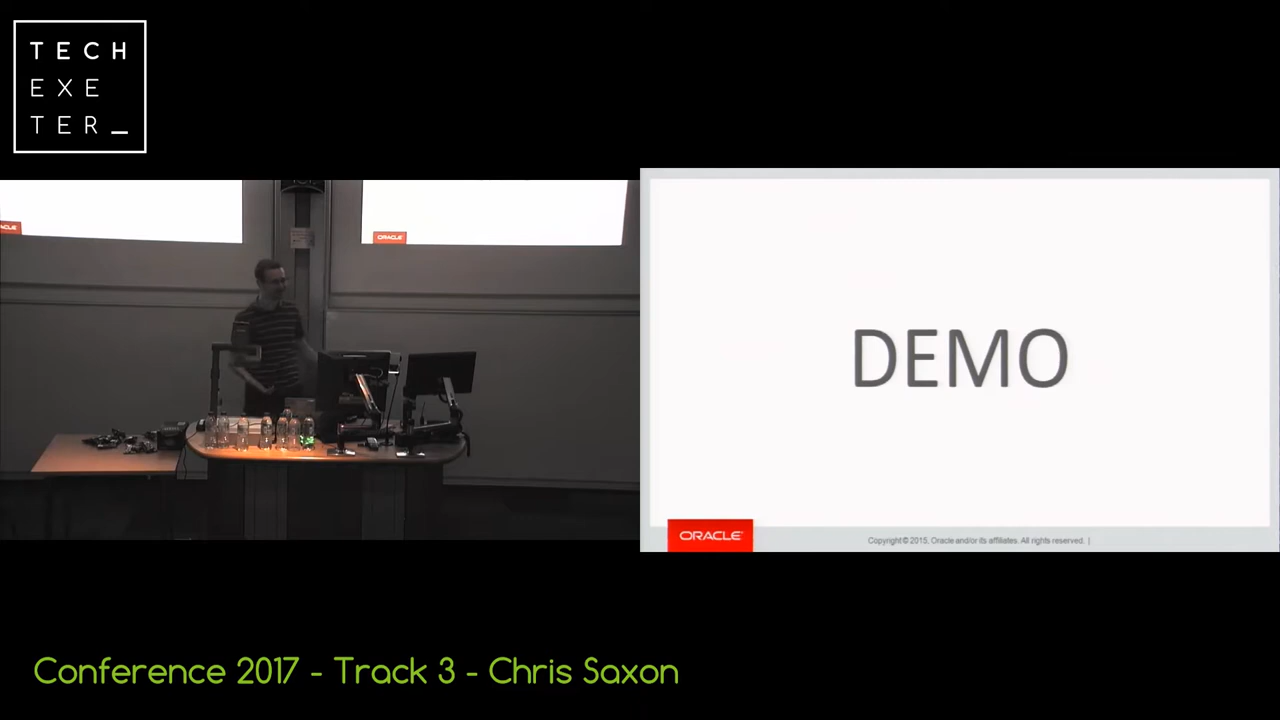 TECH
EXE
TER_
ORACLE
DEMO
ORACLE
Copyright © 2015, Oracle and/or its affiliates. All rights reserved. |
Conference 2017 - Track 3 - Chris Saxon